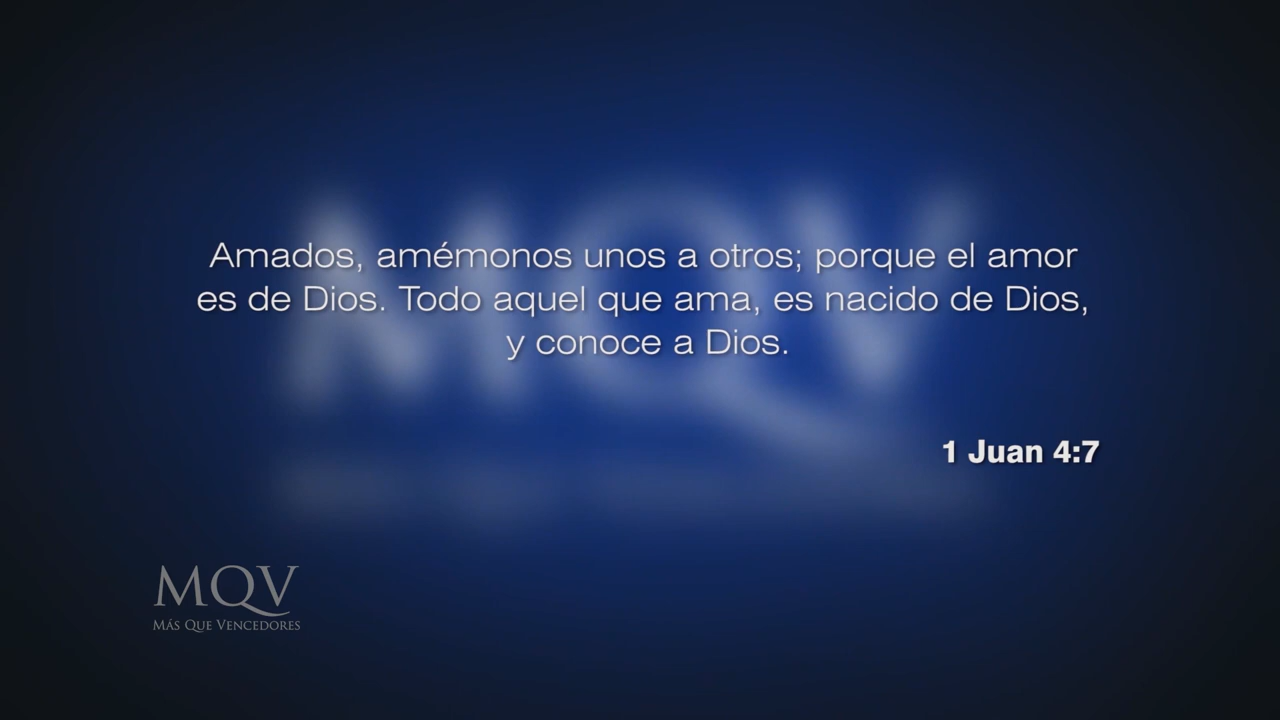 Amados, amémonos unos a otros; porque el amor
es de Dios. Todo aquel que ama, es nacido de Dios,
y conoce a Dios.
1 Juan 4:7
MQV
MÁS QUE VENCEDORES